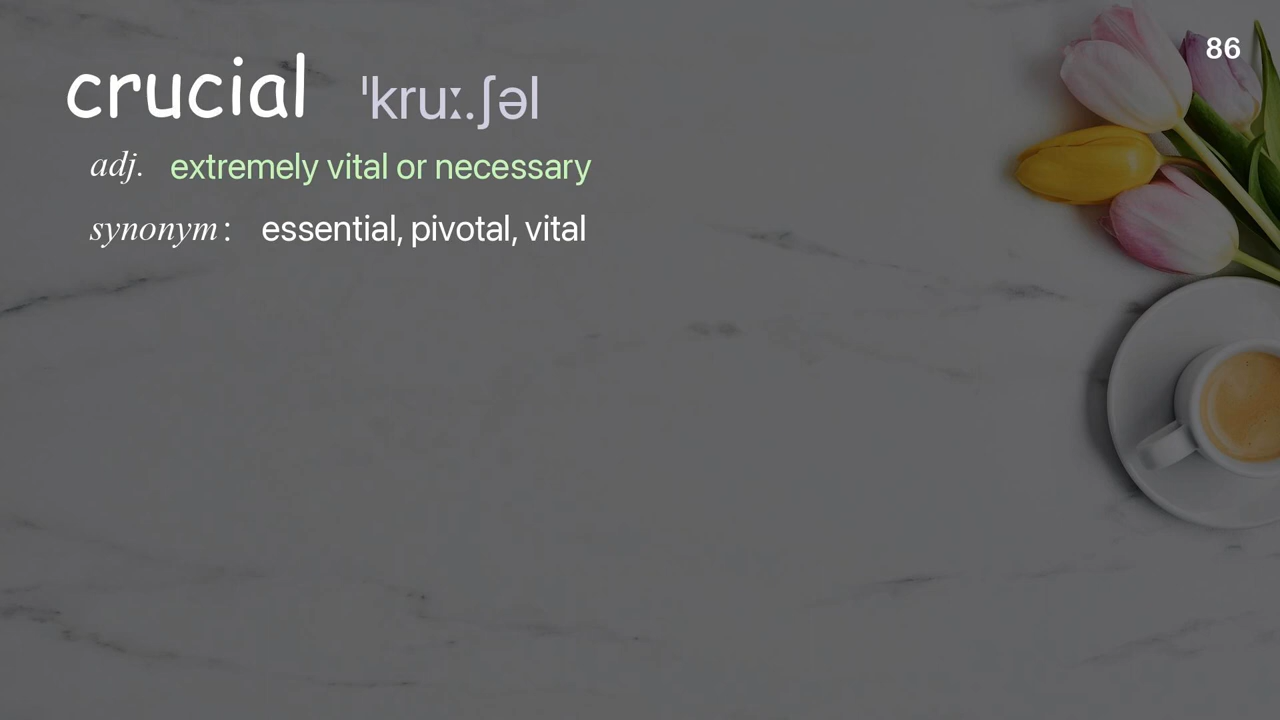 86
crucial ˈkruː.ʃəl
adj. extremely vital or necessary
synonym: essential, pivotal, vital